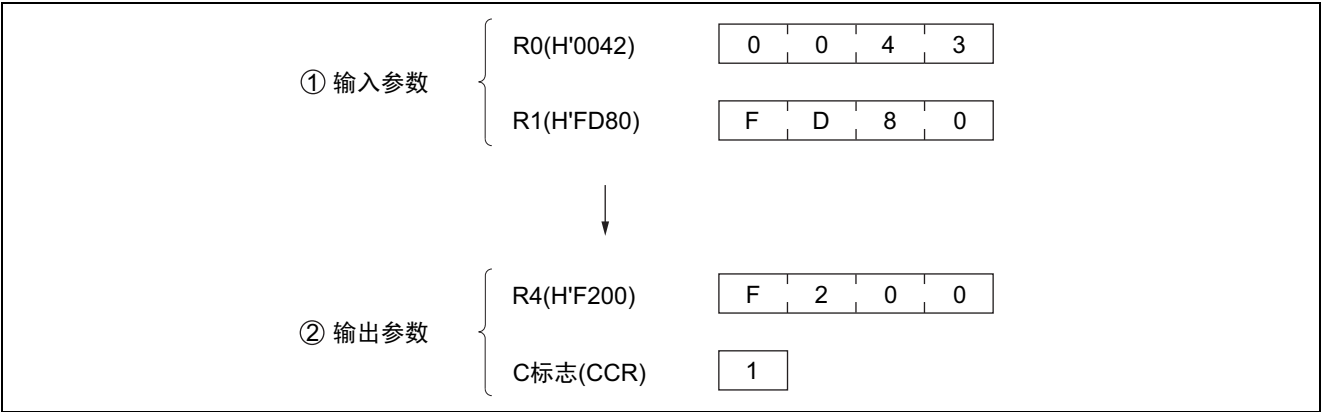 ① 输入参数
R0(H'0042) 0 0 4 3
R1(H'FD80) F D 8 0
② 输出参数
R4(H'F200) F 2 0 0
C标志(CCR) 1